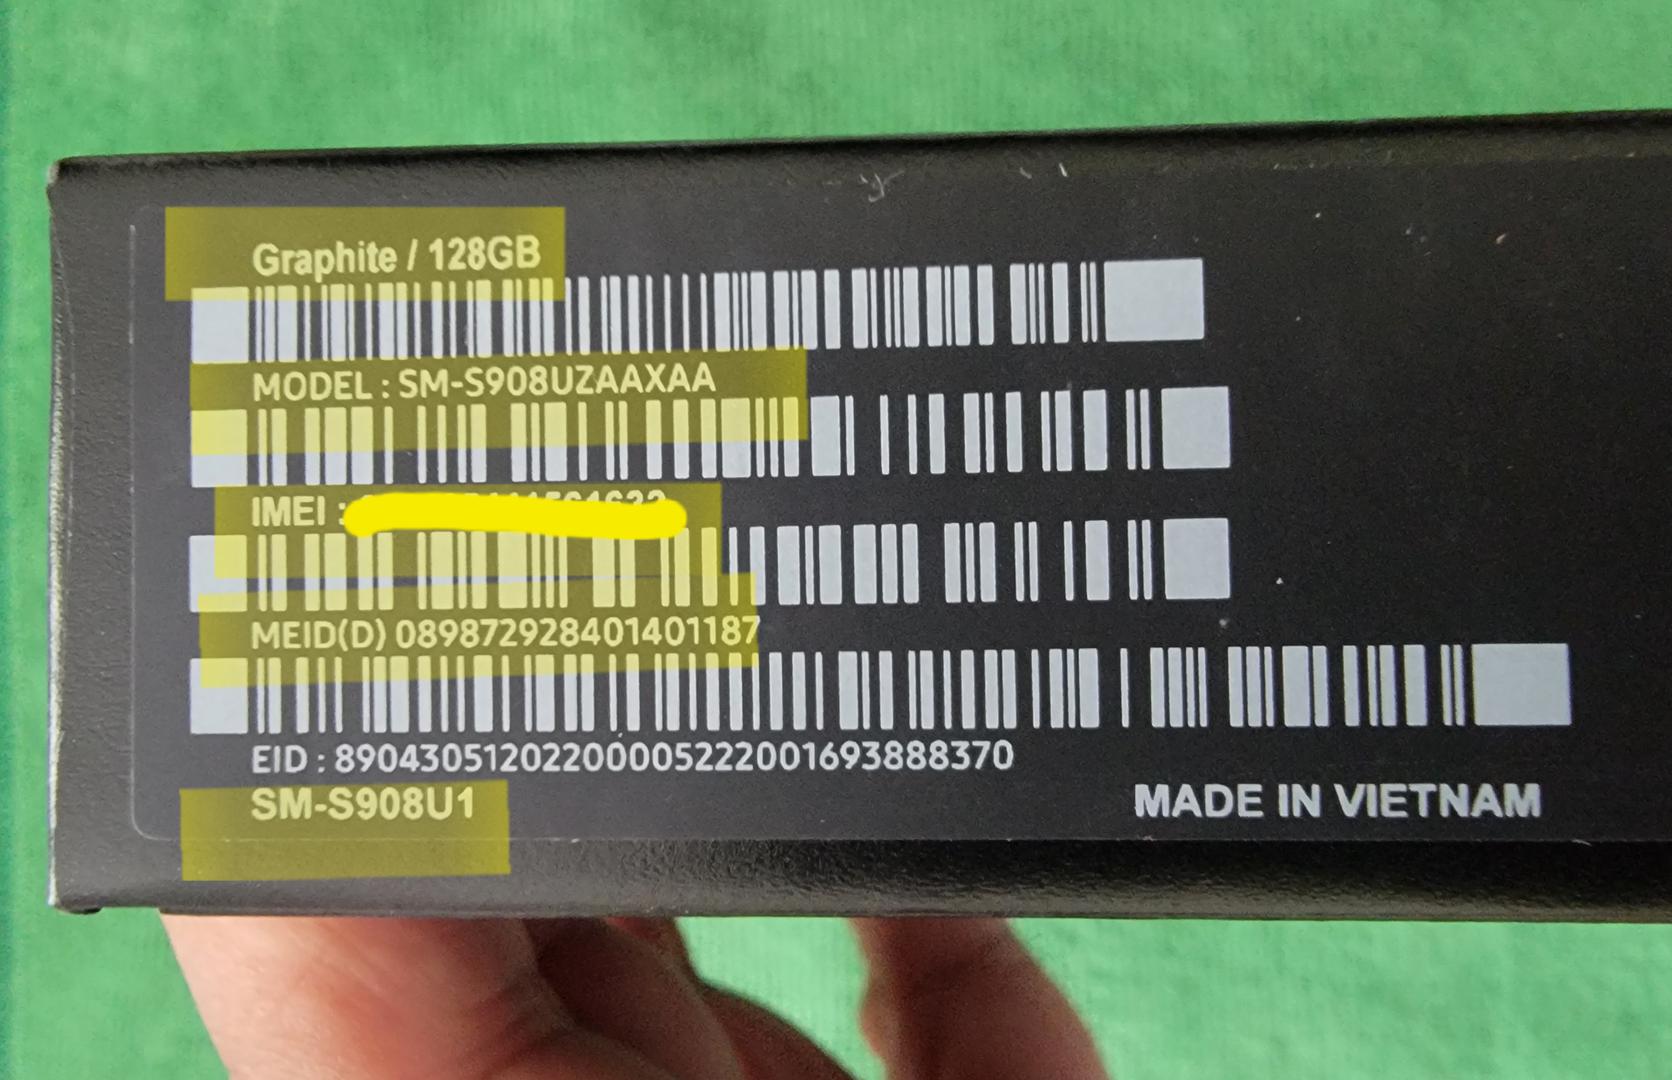 Graphite / 128GB
MODEL : SM-S908UZAAXAA
IMEI :
MEID(D) 089872928401401187
EID : 89043051202200005222001693888370
SM-S908U1
MADE IN VIETNAM